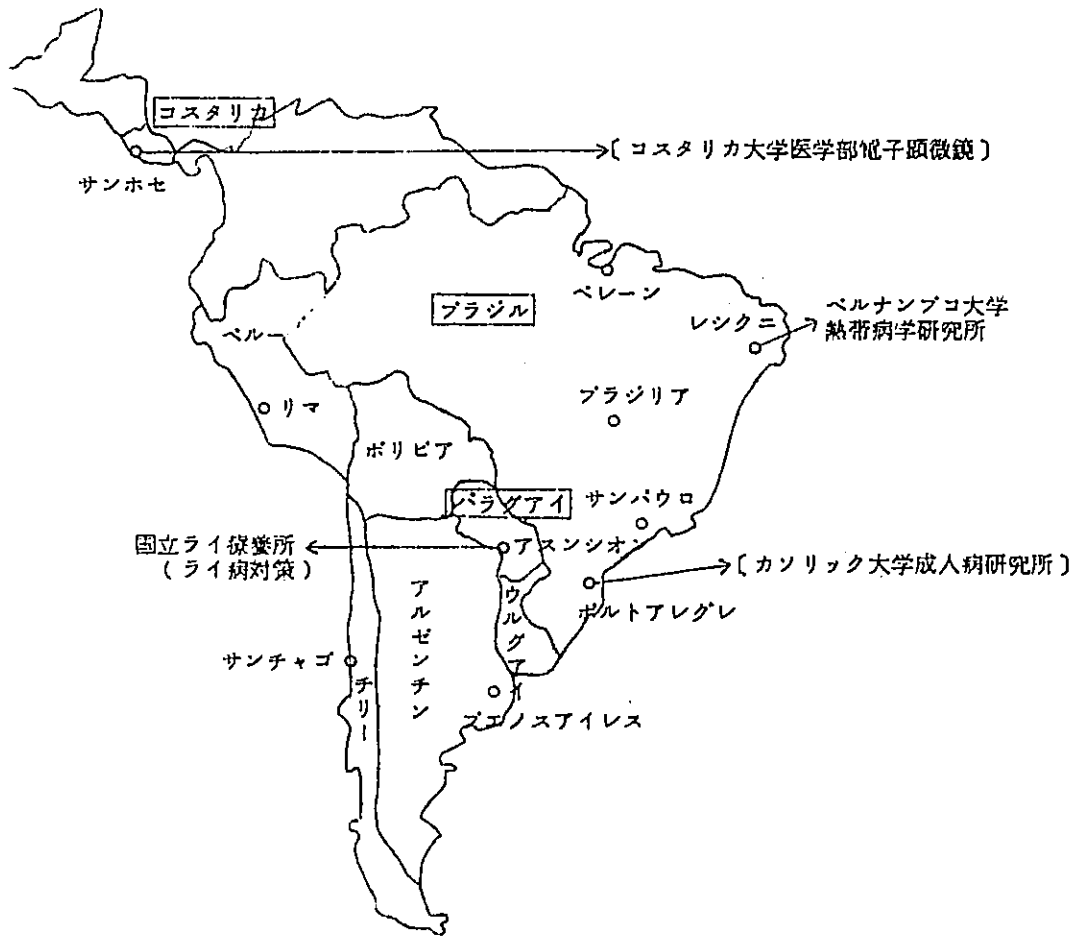 コスタリカ
〔コスタリカ大学医学部電子顕微鏡〕
サンホセ
ベレーン
ブラジル
ペルナンブコ大学
熱帯病学研究所
レシクニ
ペルー
ブラジリア
リマ
ボリビア
パラグアイ
サンパウロ
国立ライ療養所
(ライ病対策)
アスンシオン
〔カソリック大学成人病研究所〕
ポルトアレグレ
アルゼンチン
ウルグアイ
サンチャゴ
チリー
ブエノスアイレス